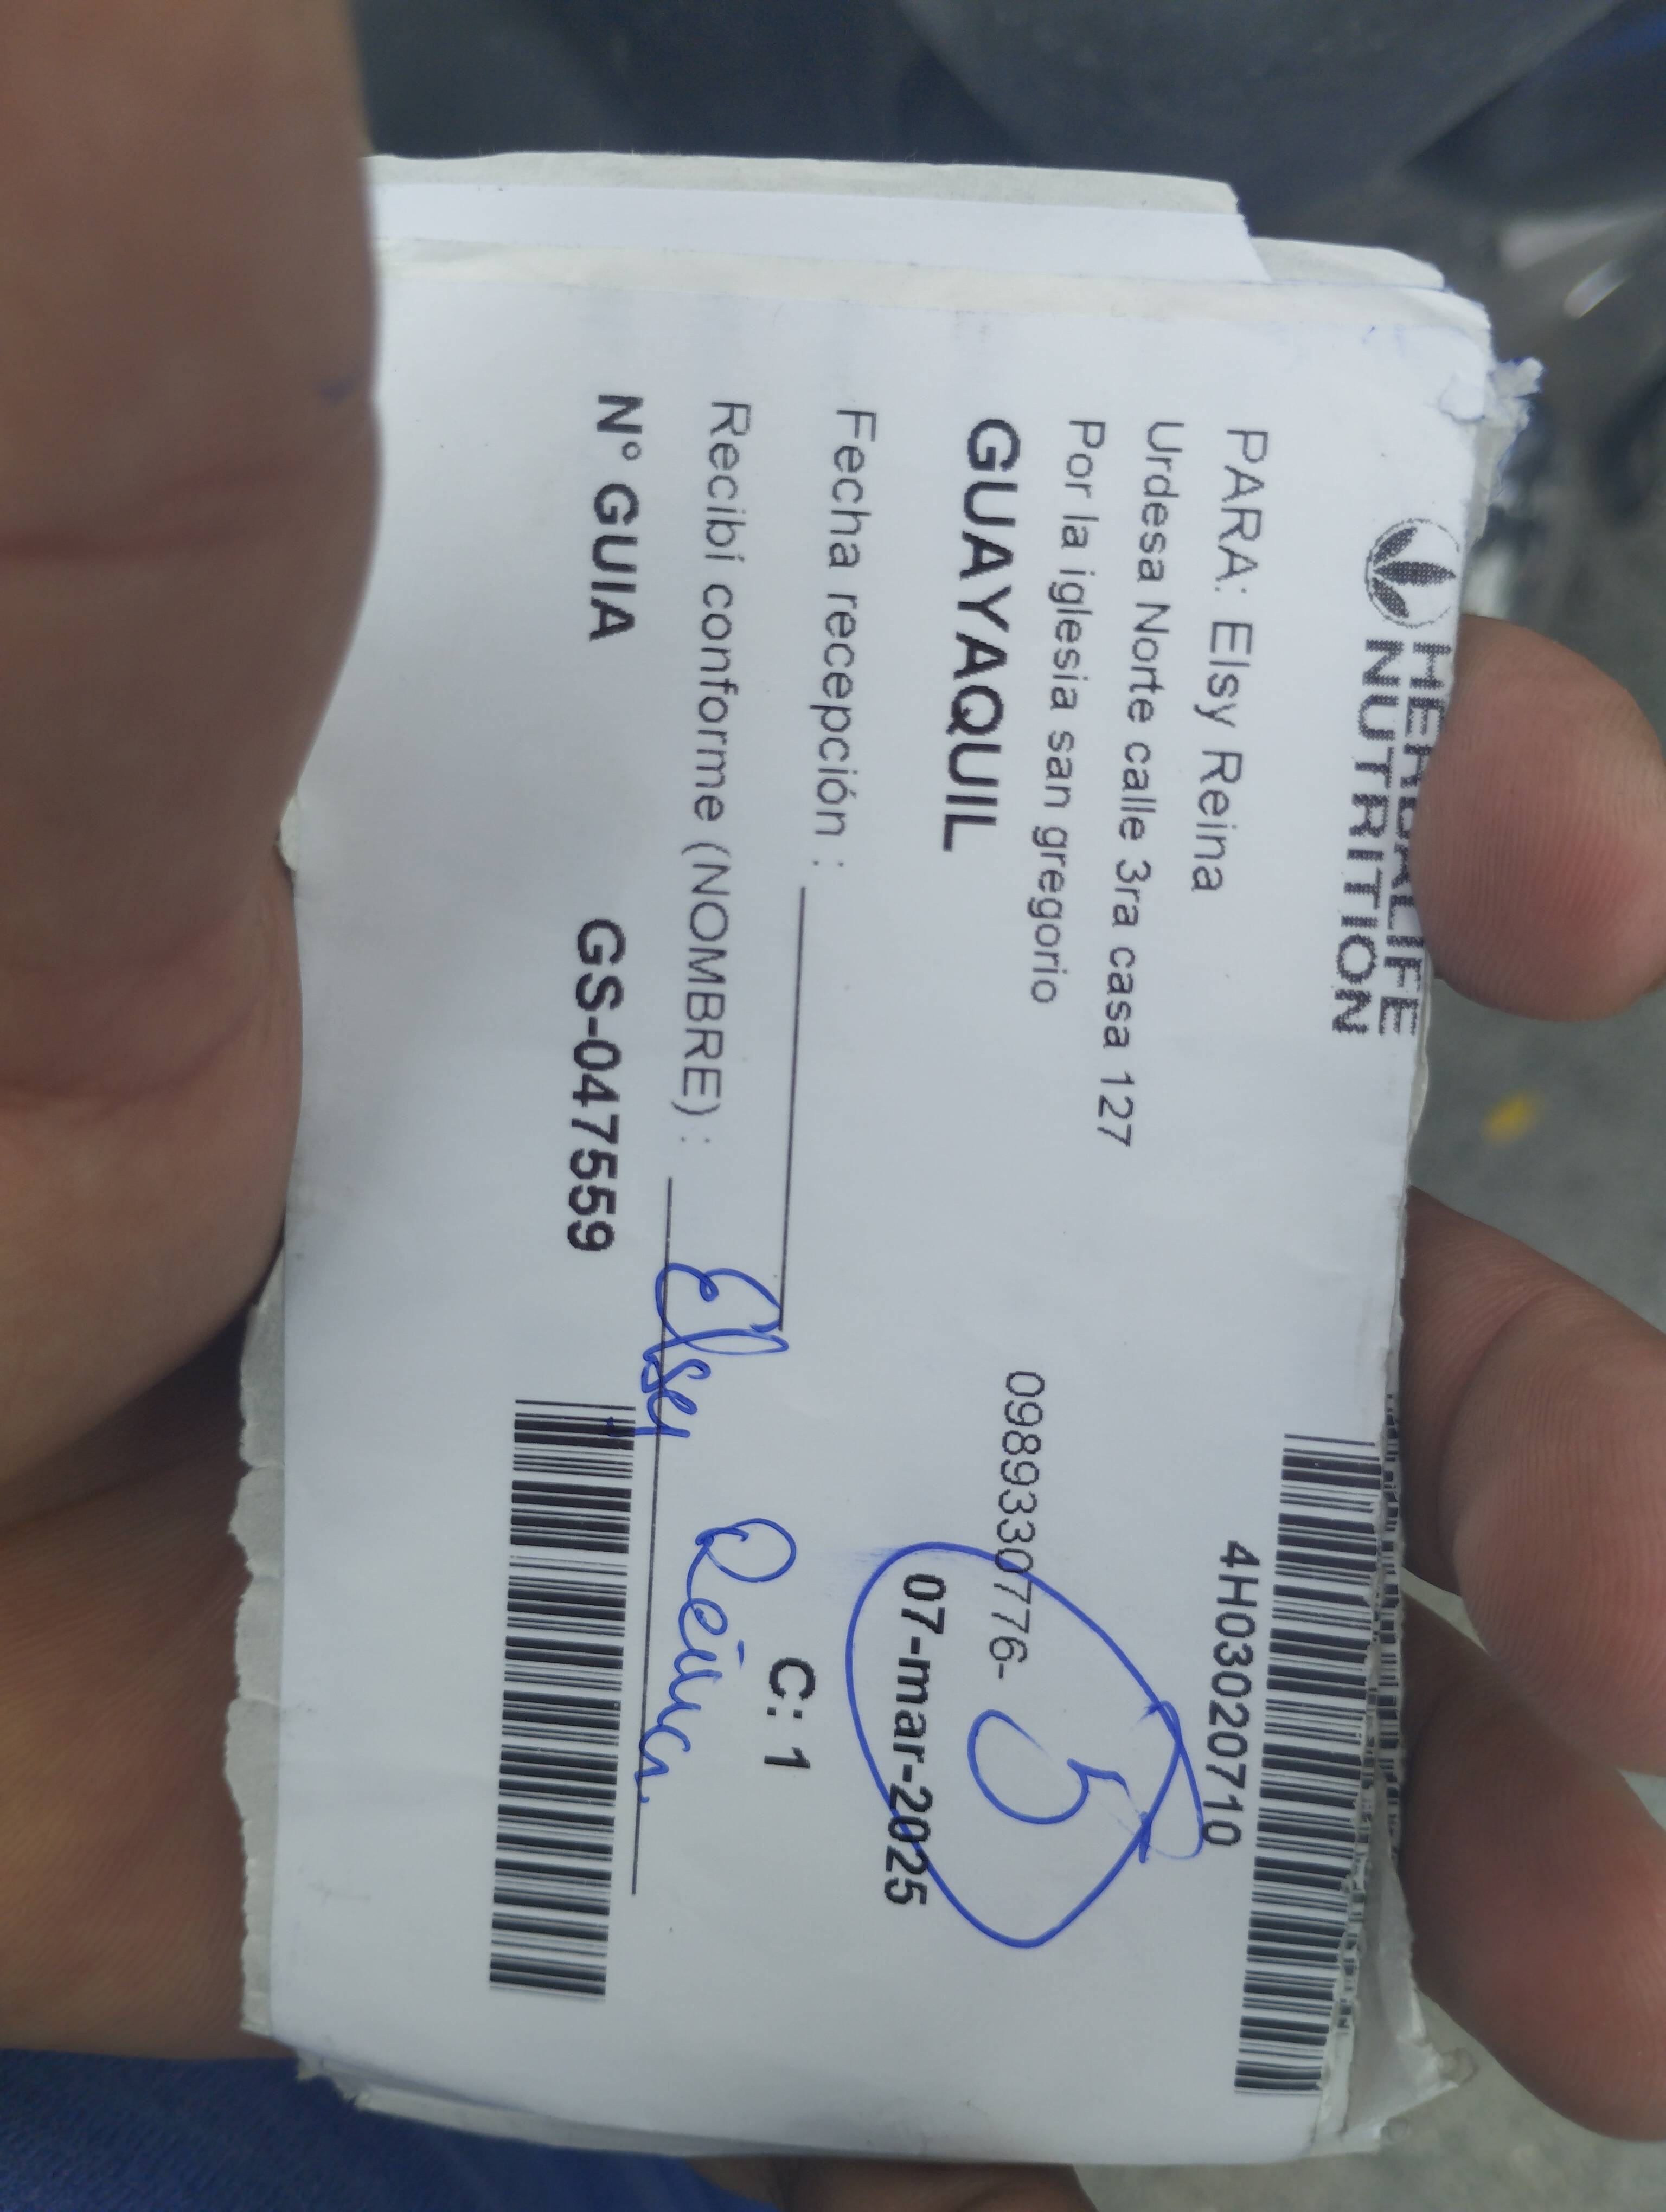 HERBALIFE
NUTRITION
4H03020710
PARA: Elsy Reina
Urdesa Norte calle 3ra casa 127
Por la iglesia san gregorio
0989330776-
5
GUAYAQUIL
07-mar-2025
Fecha recepción :
C: 1
Recibí conforme (NOMBRE) : Elsy Reina
N° GUIA GS-047559